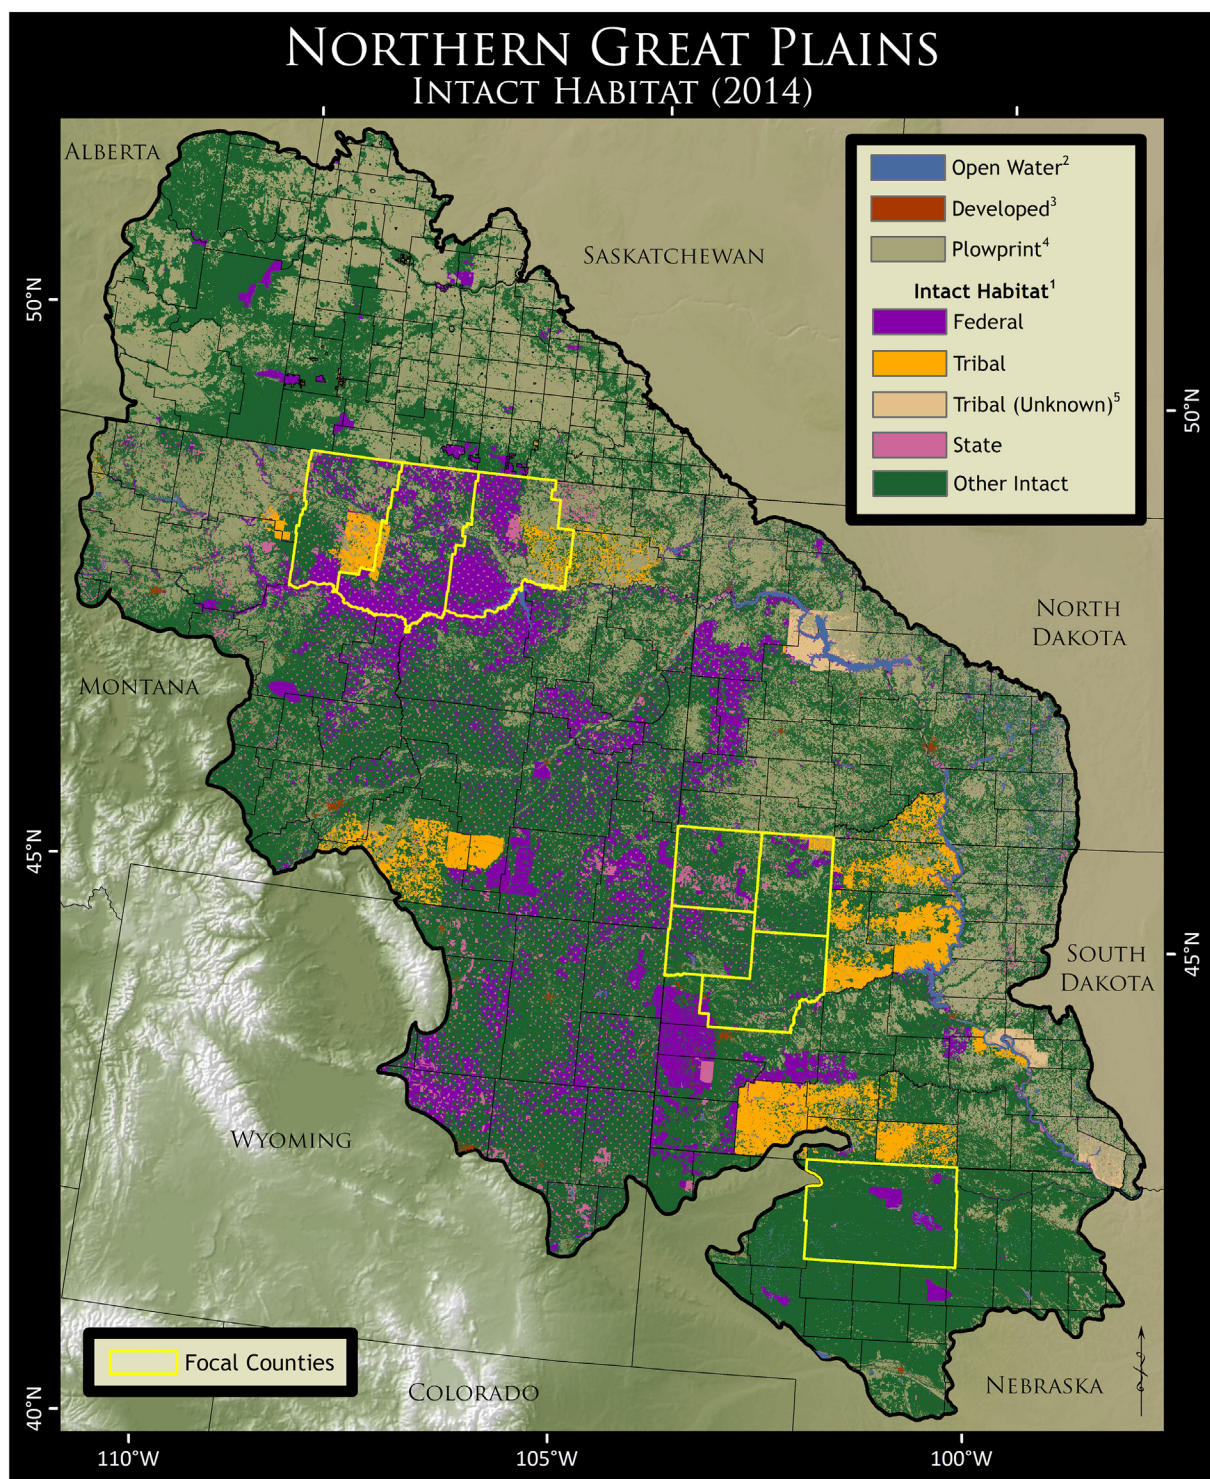 NORTHERN GREAT PLAINS
INTACT HABITAT (2014)
ALBERTA
SASKATCHEWAN
Open Water2
Developed3
Plowprint4
Intact Habitat1
Federal
Tribal
Tribal (Unknown)5
State
Other Intact
50°N
50°N
NORTH
DAKOTA
MONTANA
45°N
45°N
SOUTH
DAKOTA
WYOMING
Focal Counties
COLORADO
NEBRASKA
40°N
110°W
105°W
100°W